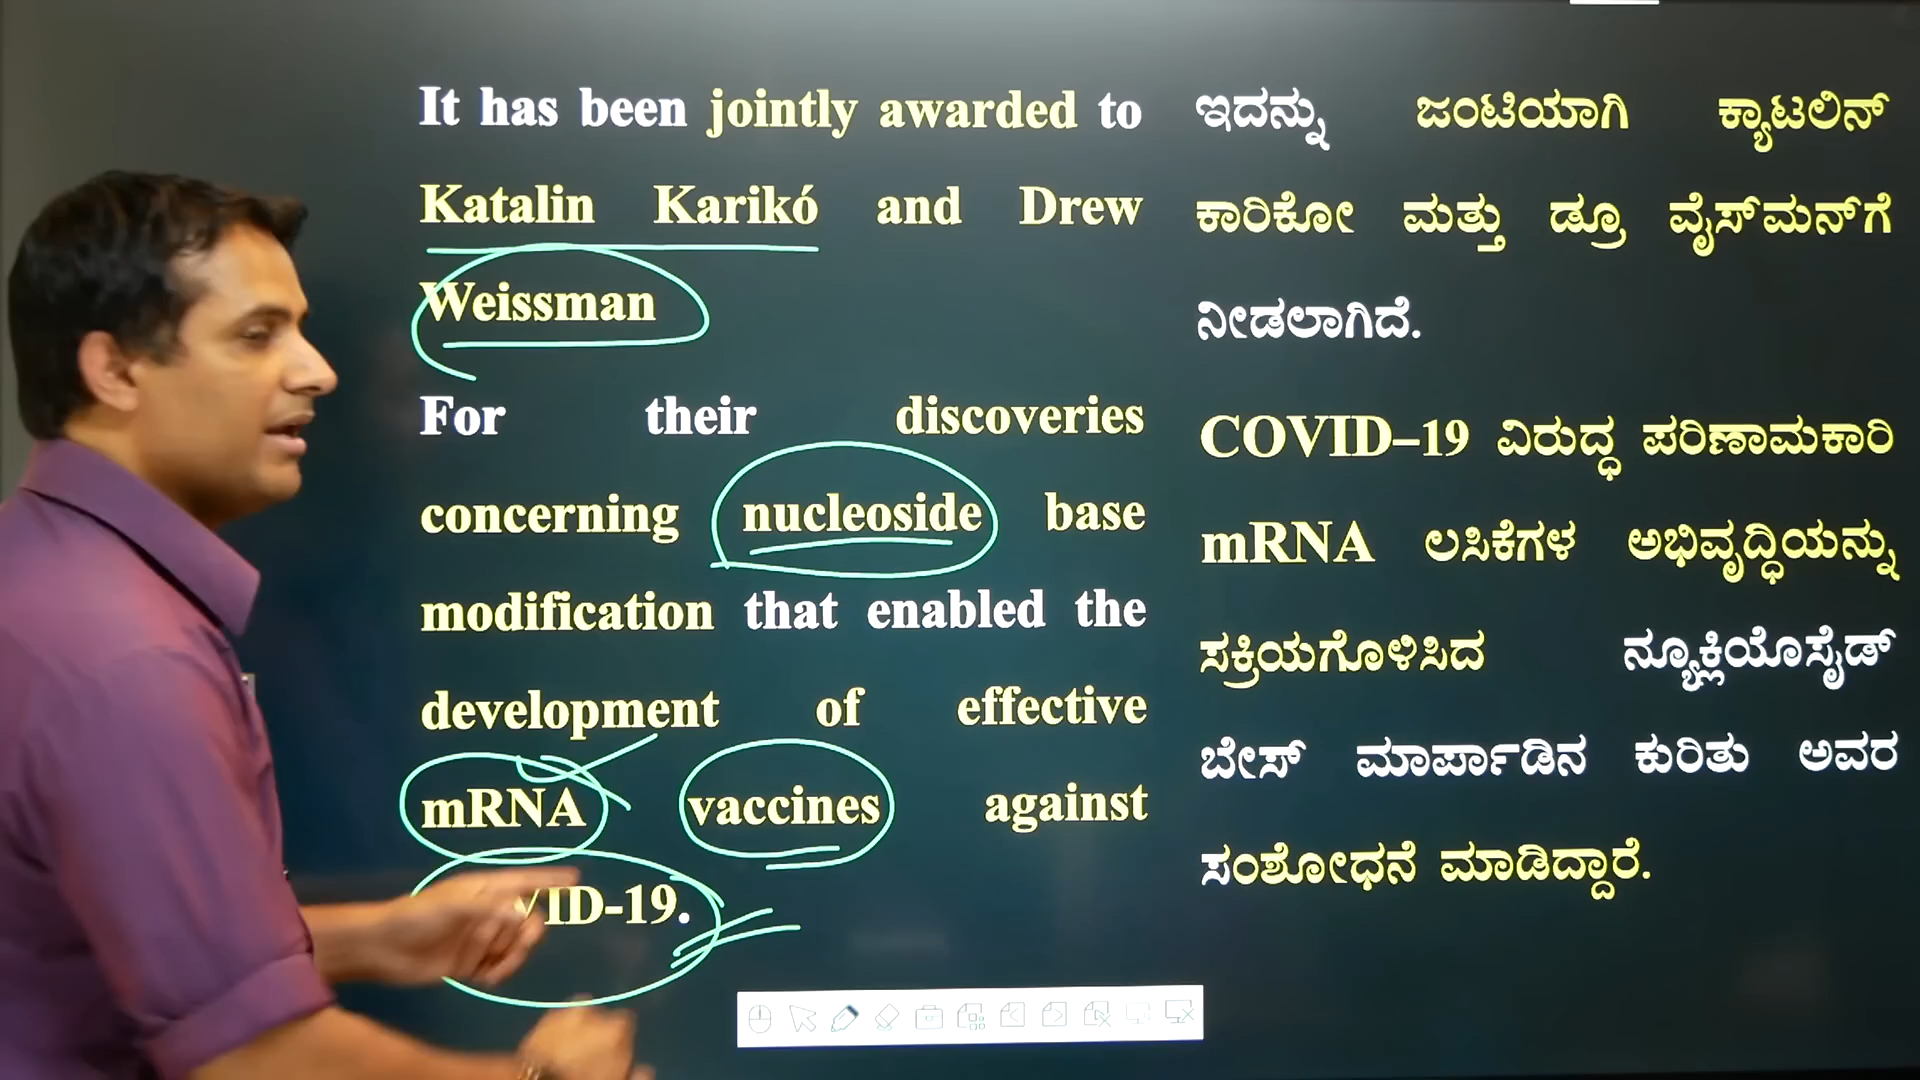 It has been jointly awarded to
Katalin Karikó and Drew
Weissman
For their discoveries
concerning nucleoside base
modification that enabled the
development of effective
mRNA vaccines against
VID-19.
ಇದನ್ನು ಜಂಟಿಯಾಗಿ ಕ್ಯಾಟಲಿನ್
ಕಾರಿಕೋ ಮತ್ತು ಡ್ರೂ ವೈಸ್‌ಮನ್‌ಗೆ
ನೀಡಲಾಗಿದೆ.
COVID–19 ವಿರುದ್ಧ ಪರಿಣಾಮಕಾರಿ
mRNA ಲಸಿಕೆಗಳ ಅಭಿವೃದ್ಧಿಯನ್ನು
ಸಕ್ರಿಯಗೊಳಿಸಿದ ನ್ಯೂಕ್ಲಿಯೊಸೈಡ್
ಬೇಸ್ ಮಾರ್ಪಾಡಿನ ಕುರಿತು ಅವರ
ಸಂಶೋಧನೆ ಮಾಡಿದ್ದಾರೆ.